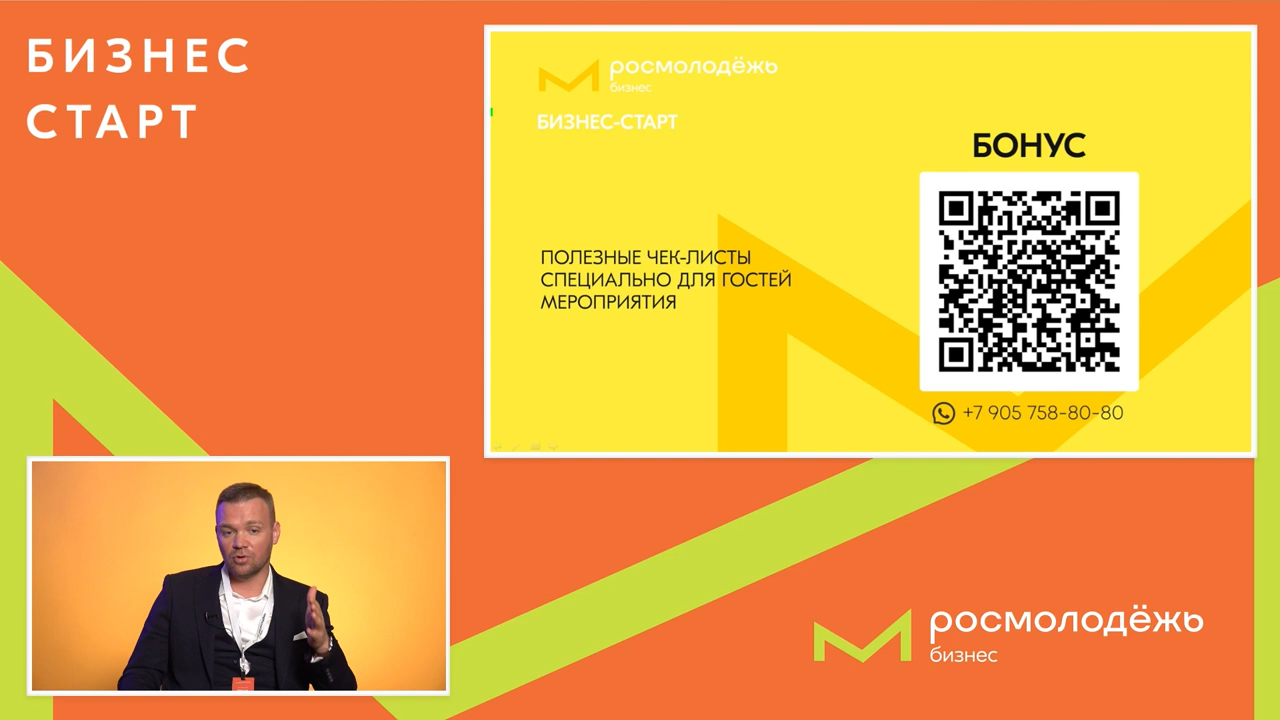 БИЗНЕС
СТАРТ
росмолодёжь
бизнес
БИЗНЕС-СТАРТ
БОНУС
ПОЛЕЗНЫЕ ЧЕК-ЛИСТЫ
СПЕЦИАЛЬНО ДЛЯ ГОСТЕЙ
МЕРОПРИЯТИЯ
+7 905 758-80-80
росмолодёжь
бизнес